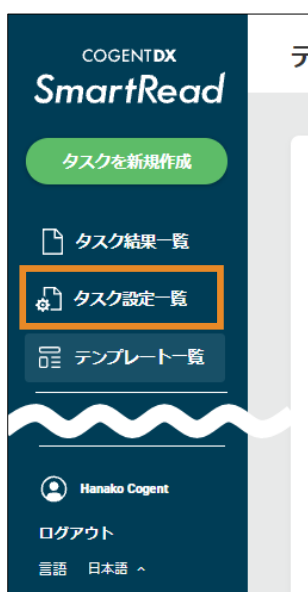 COGENTDX
SmartRead
タスクを新規作成
タスク結果一覧
タスク設定一覧
テンプレート一覧
Hanako Cogent
ログアウト
言語 日本語